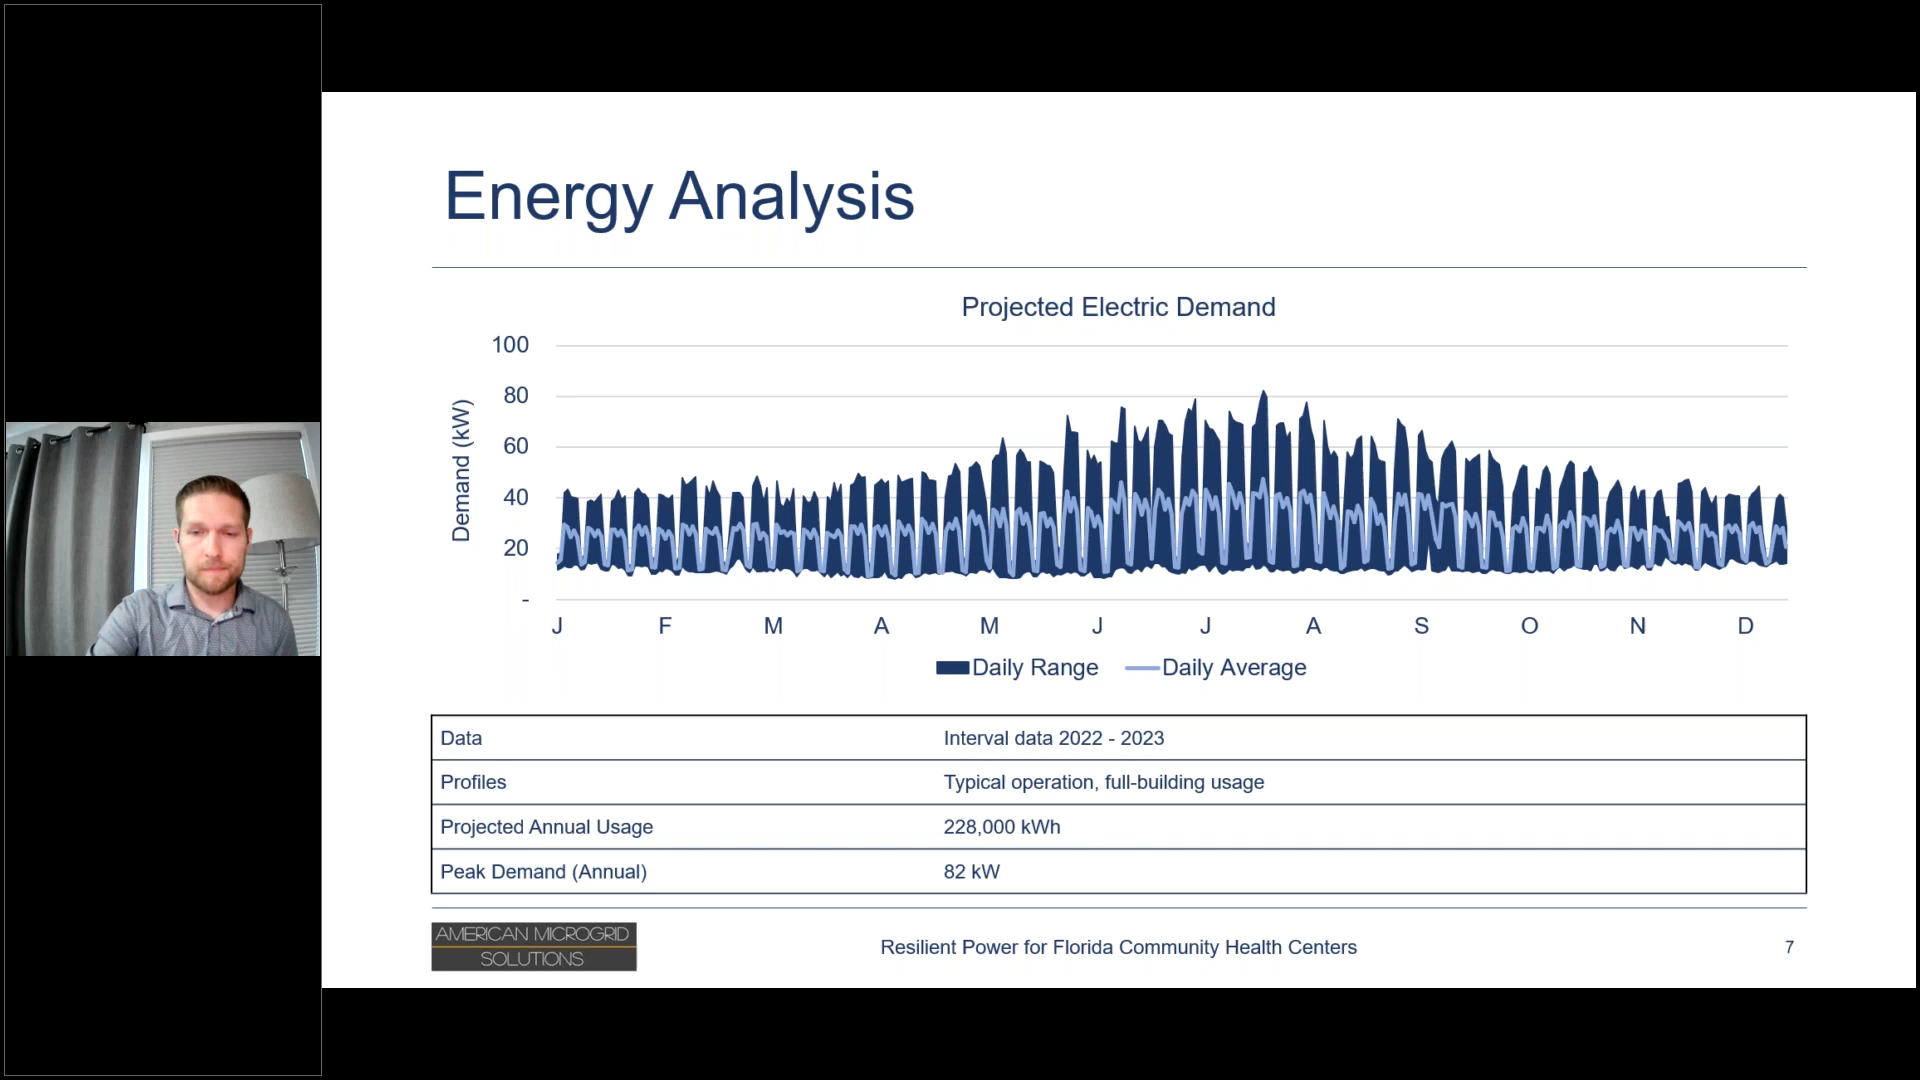 Energy Analysis
Projected Electric Demand
100
80
60
40
20
-
Demand (kW)
J F M A M J J A S O N D
Daily Range Daily Average
Data Interval data 2022 - 2023
Profiles Typical operation, full-building usage
Projected Annual Usage 228,000 kWh
Peak Demand (Annual) 82 kW
AMERICAN MICROGRID
SOLUTIONS
Resilient Power for Florida Community Health Centers
7